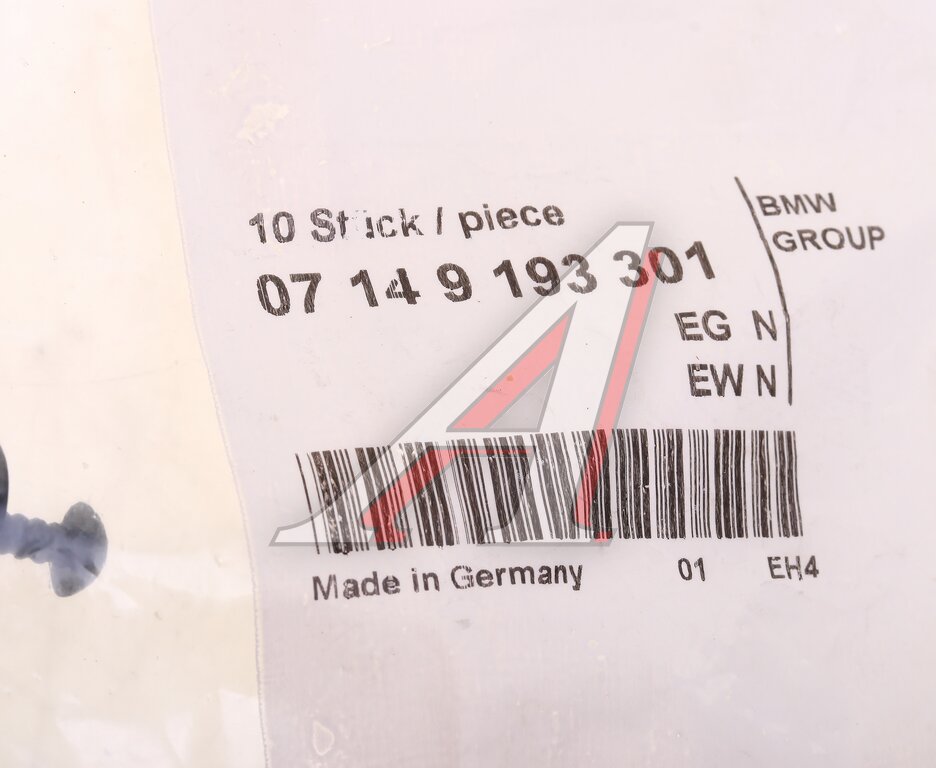 10 Stück / piece
BMW
GROUP
07 14 9 193 301
EG N
EW N
Made in Germany 01 EH4